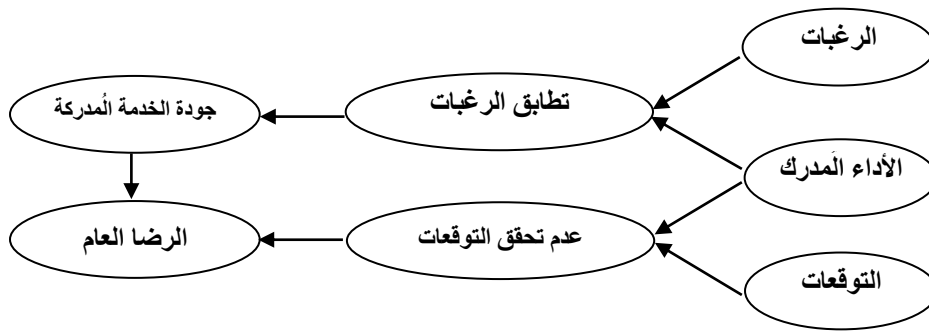 الرغبات
تطابق الرغبات
جودة الخدمة المُدركة
الأداء المَدرك
عدم تحقق التوقعات
الرضا العام
التوقعات